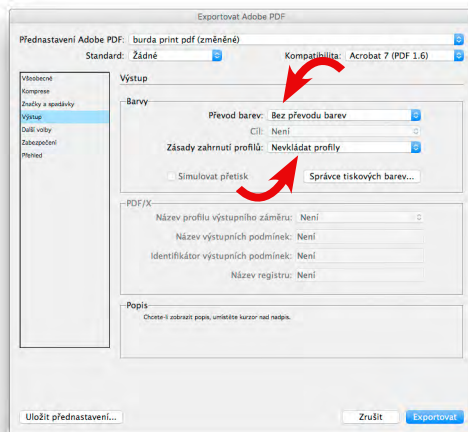 Exportovat Adobe PDF
Přednastavení Adobe PDF: burda print pdf (změněné)
Standard: Žádné Kompatibilita: Acrobat 7 (PDF 1.6)
Všeobecné
Komprese
Značky a spadávky
Výstup
Další volby
Zabezpečení
Přehled
Výstup
Barvy
Převod barev: Bez převodu barev
Cíl: Není
Zásady zahrnutí profilů: Nevkládat profily
Simulovat přetisk Správce tiskových barev...
PDF/X
Název profilu výstupního záměru: Není
Název výstupních podmínek: Není
Identifikátor výstupních podmínek: Není
Název registru: Není
Popis
Chcete-li zobrazit popis, umístěte kurzor nad nadpis.
Uložit přednastavení... Zrušit Exportovat